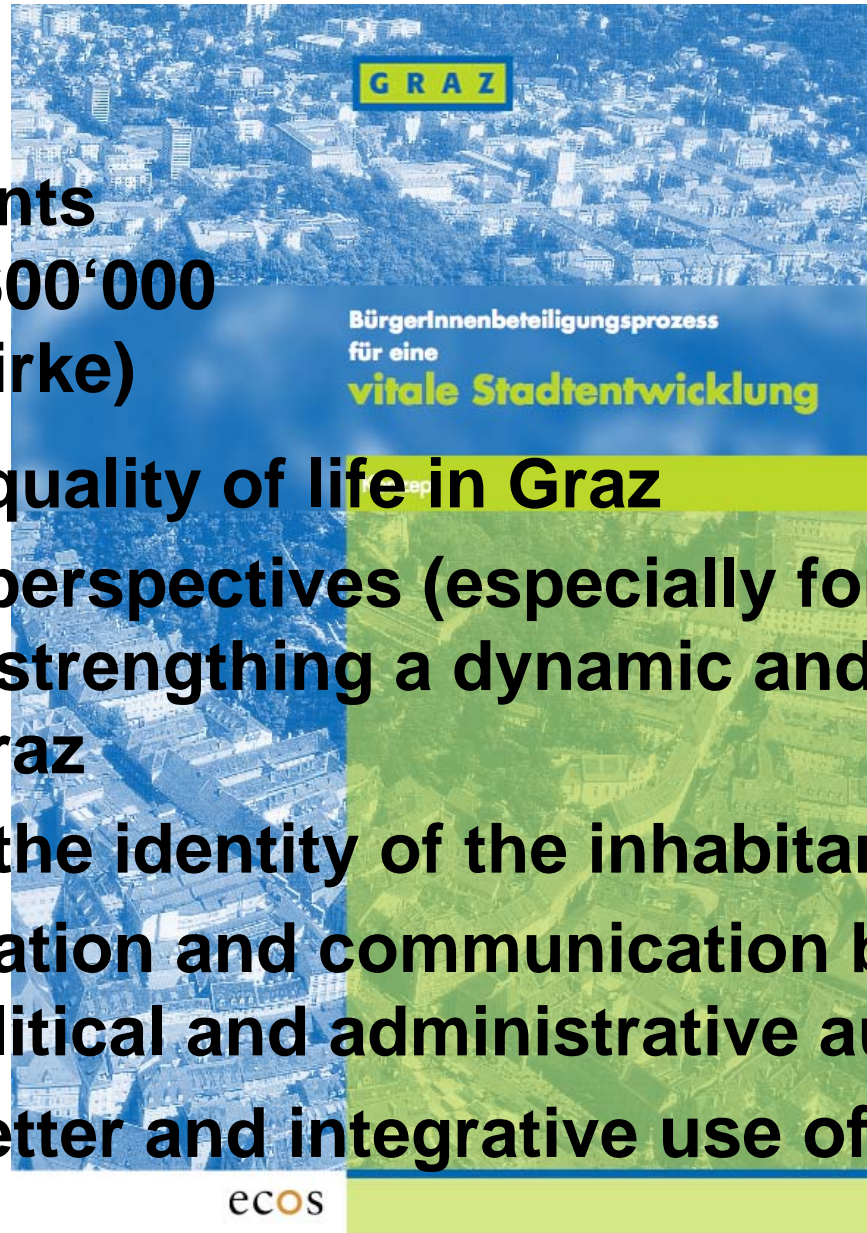 GRAZ
nts
600‘000
irke)
BürgerInnenbeteiligungsprozess
für eine
vitale Stadtentwicklung
quality of life in Graz
perspectives (especially fo
strengthing a dynamic and
raz
the identity of the inhabitan
ation and communication b
litical and administrative au
etter and integrative use of
ecos